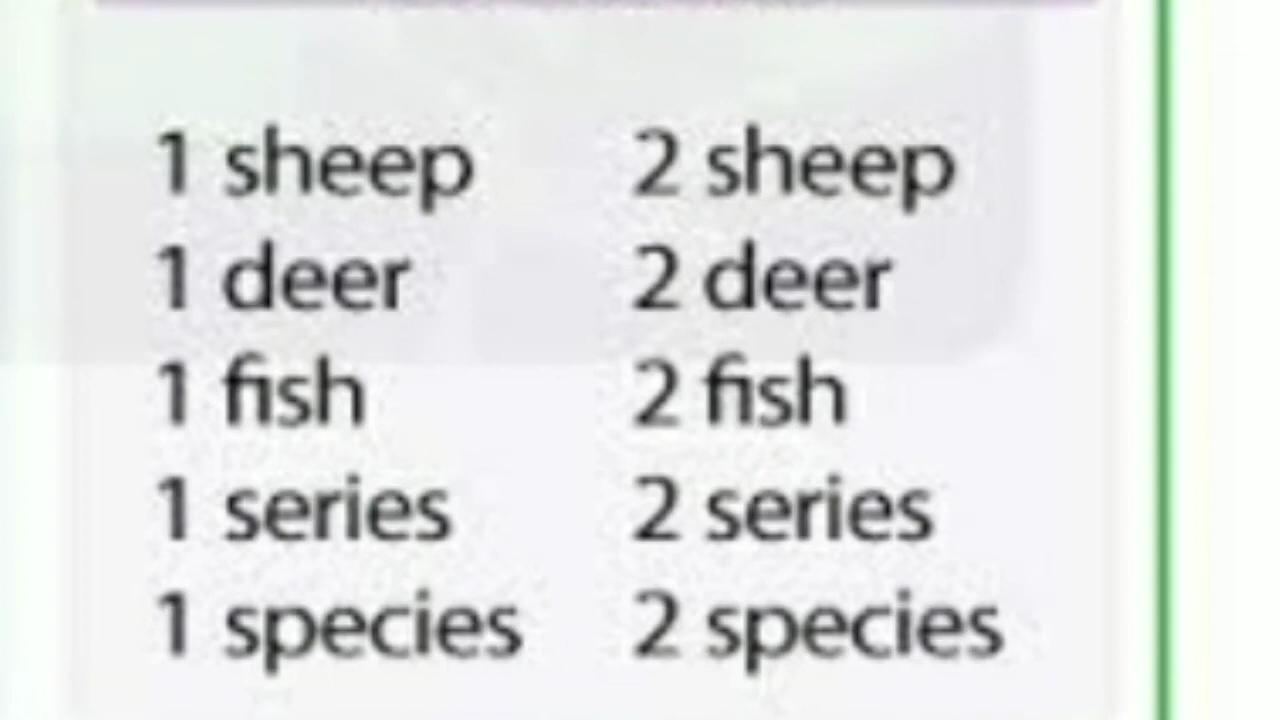 1 sheep 2 sheep
1 deer 2 deer
1 fish 2 fish
1 series 2 series
1 species 2 species